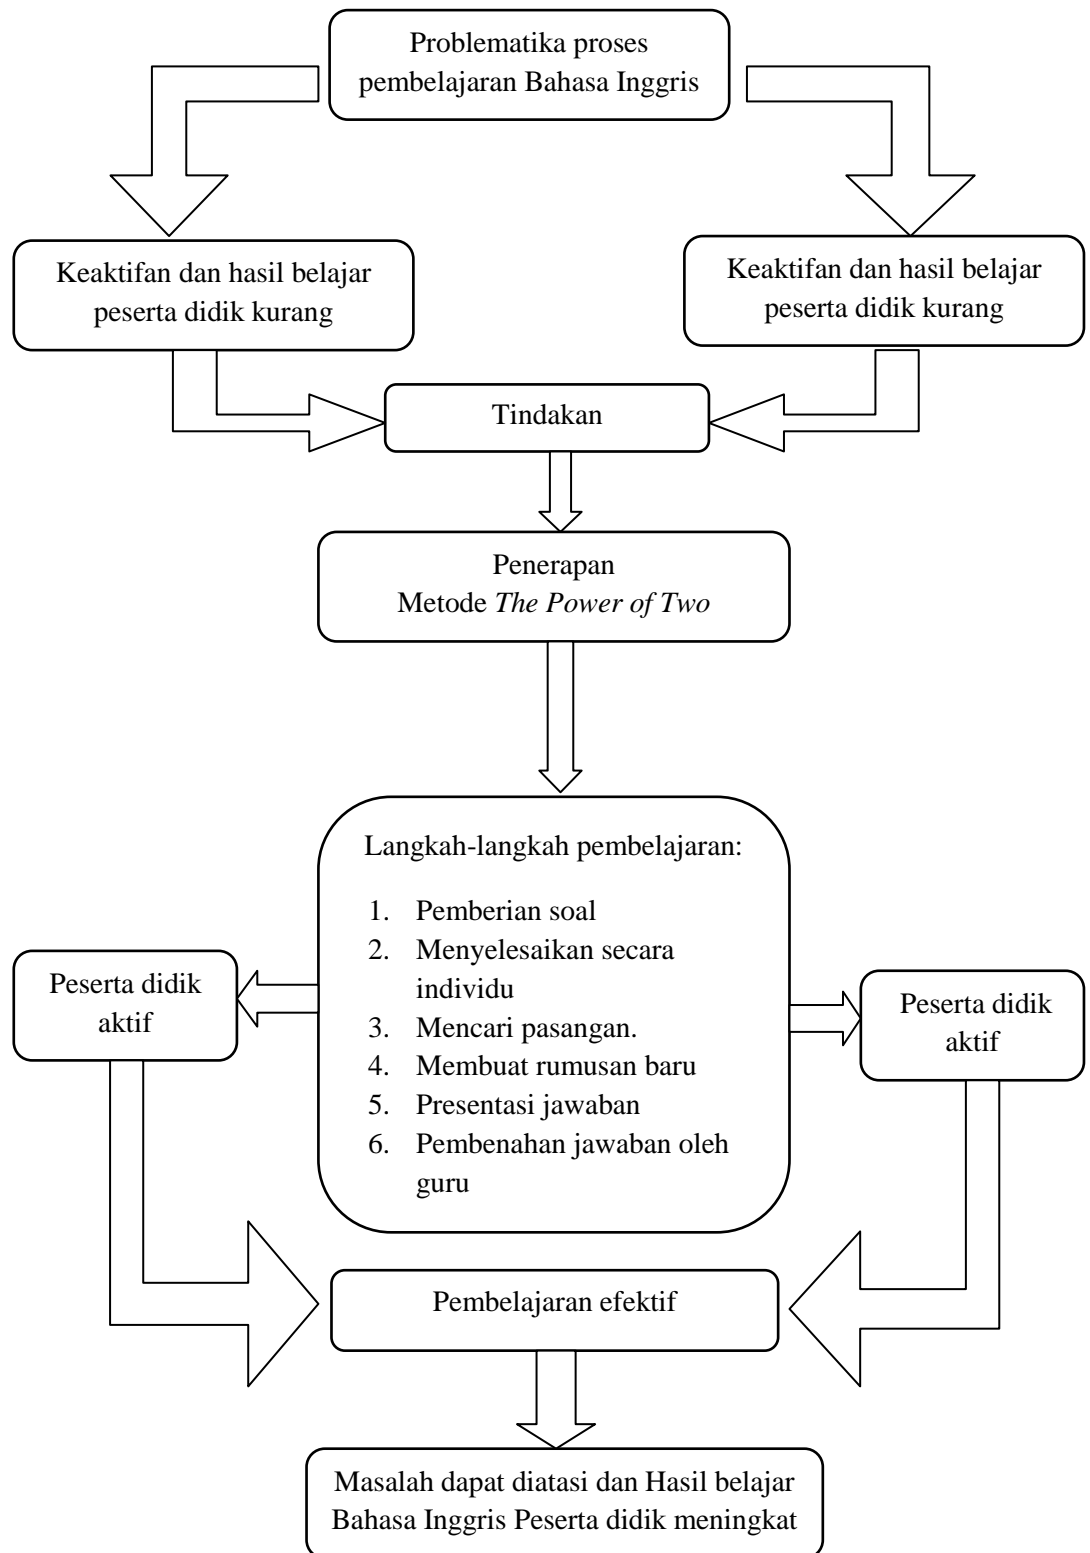 Problematika proses
pembelajaran Bahasa Inggris
Keaktifan dan hasil belajar
peserta didik kurang
Keaktifan dan hasil belajar
peserta didik kurang
Tindakan
Penerapan
Metode The Power of Two
Langkah-langkah pembelajaran:
1. Pemberian soal
2. Menyelesaikan secara
individu
3. Mencari pasangan.
4. Membuat rumusan baru
5. Presentasi jawaban
6. Pembenahan jawaban oleh
guru
Peserta didik
aktif
Peserta didik
aktif
Pembelajaran efektif
Masalah dapat diatasi dan Hasil belajar
Bahasa Inggris Peserta didik meningkat